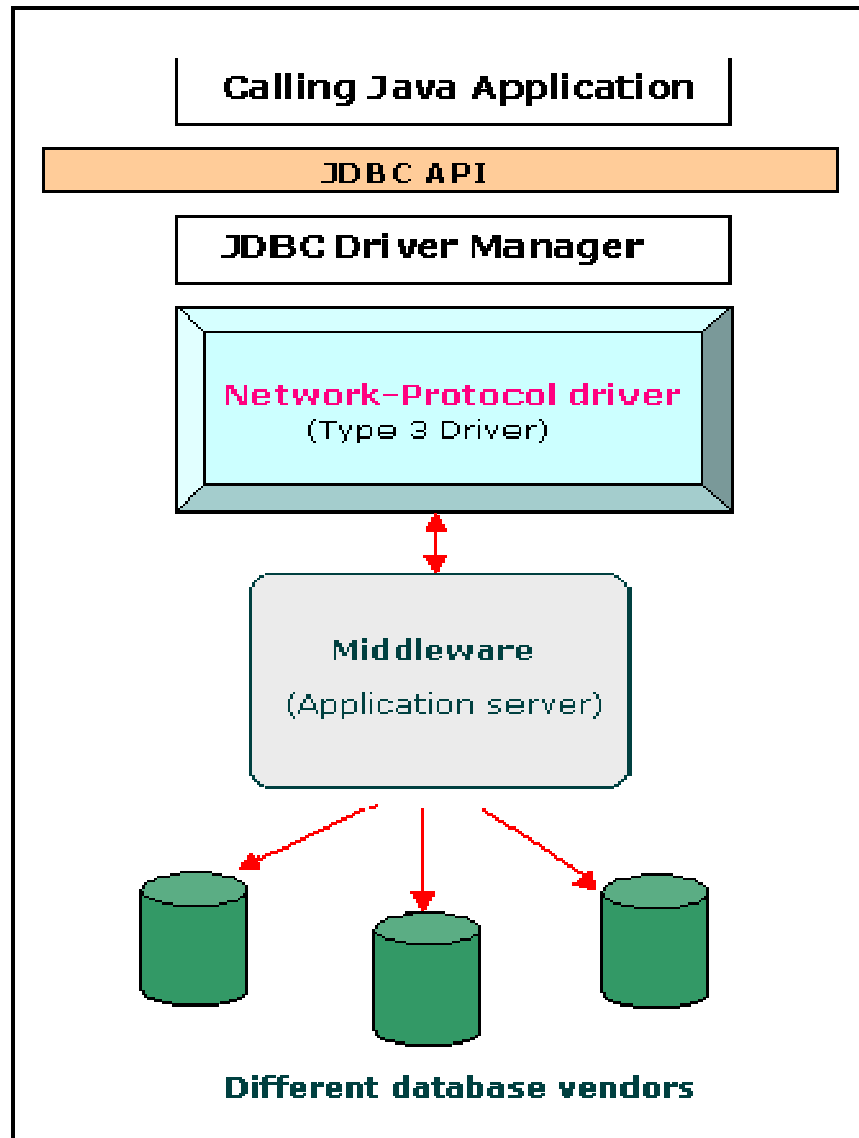 Calling Java Application
JDBC API
JDBC Driver Manager
Network-Protocol driver
(Type 3 Driver)
Middleware
(Application server)
Different database vendors